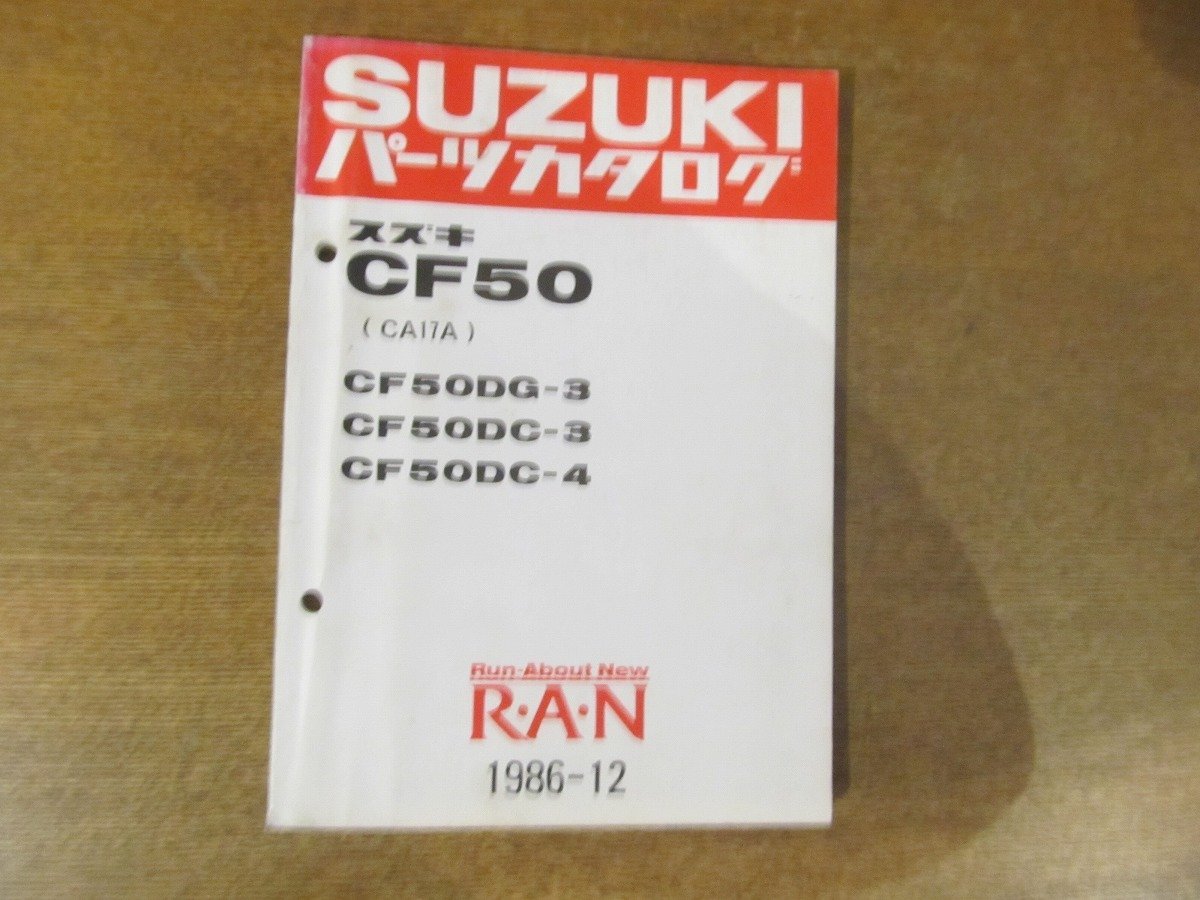 SUZUKI
パーツカタログ
スズキ
CF50
(CA17A)
CF50DG-3
CF50DC-3
CF50DC-4
Run-About New
R·A·N
1986-12